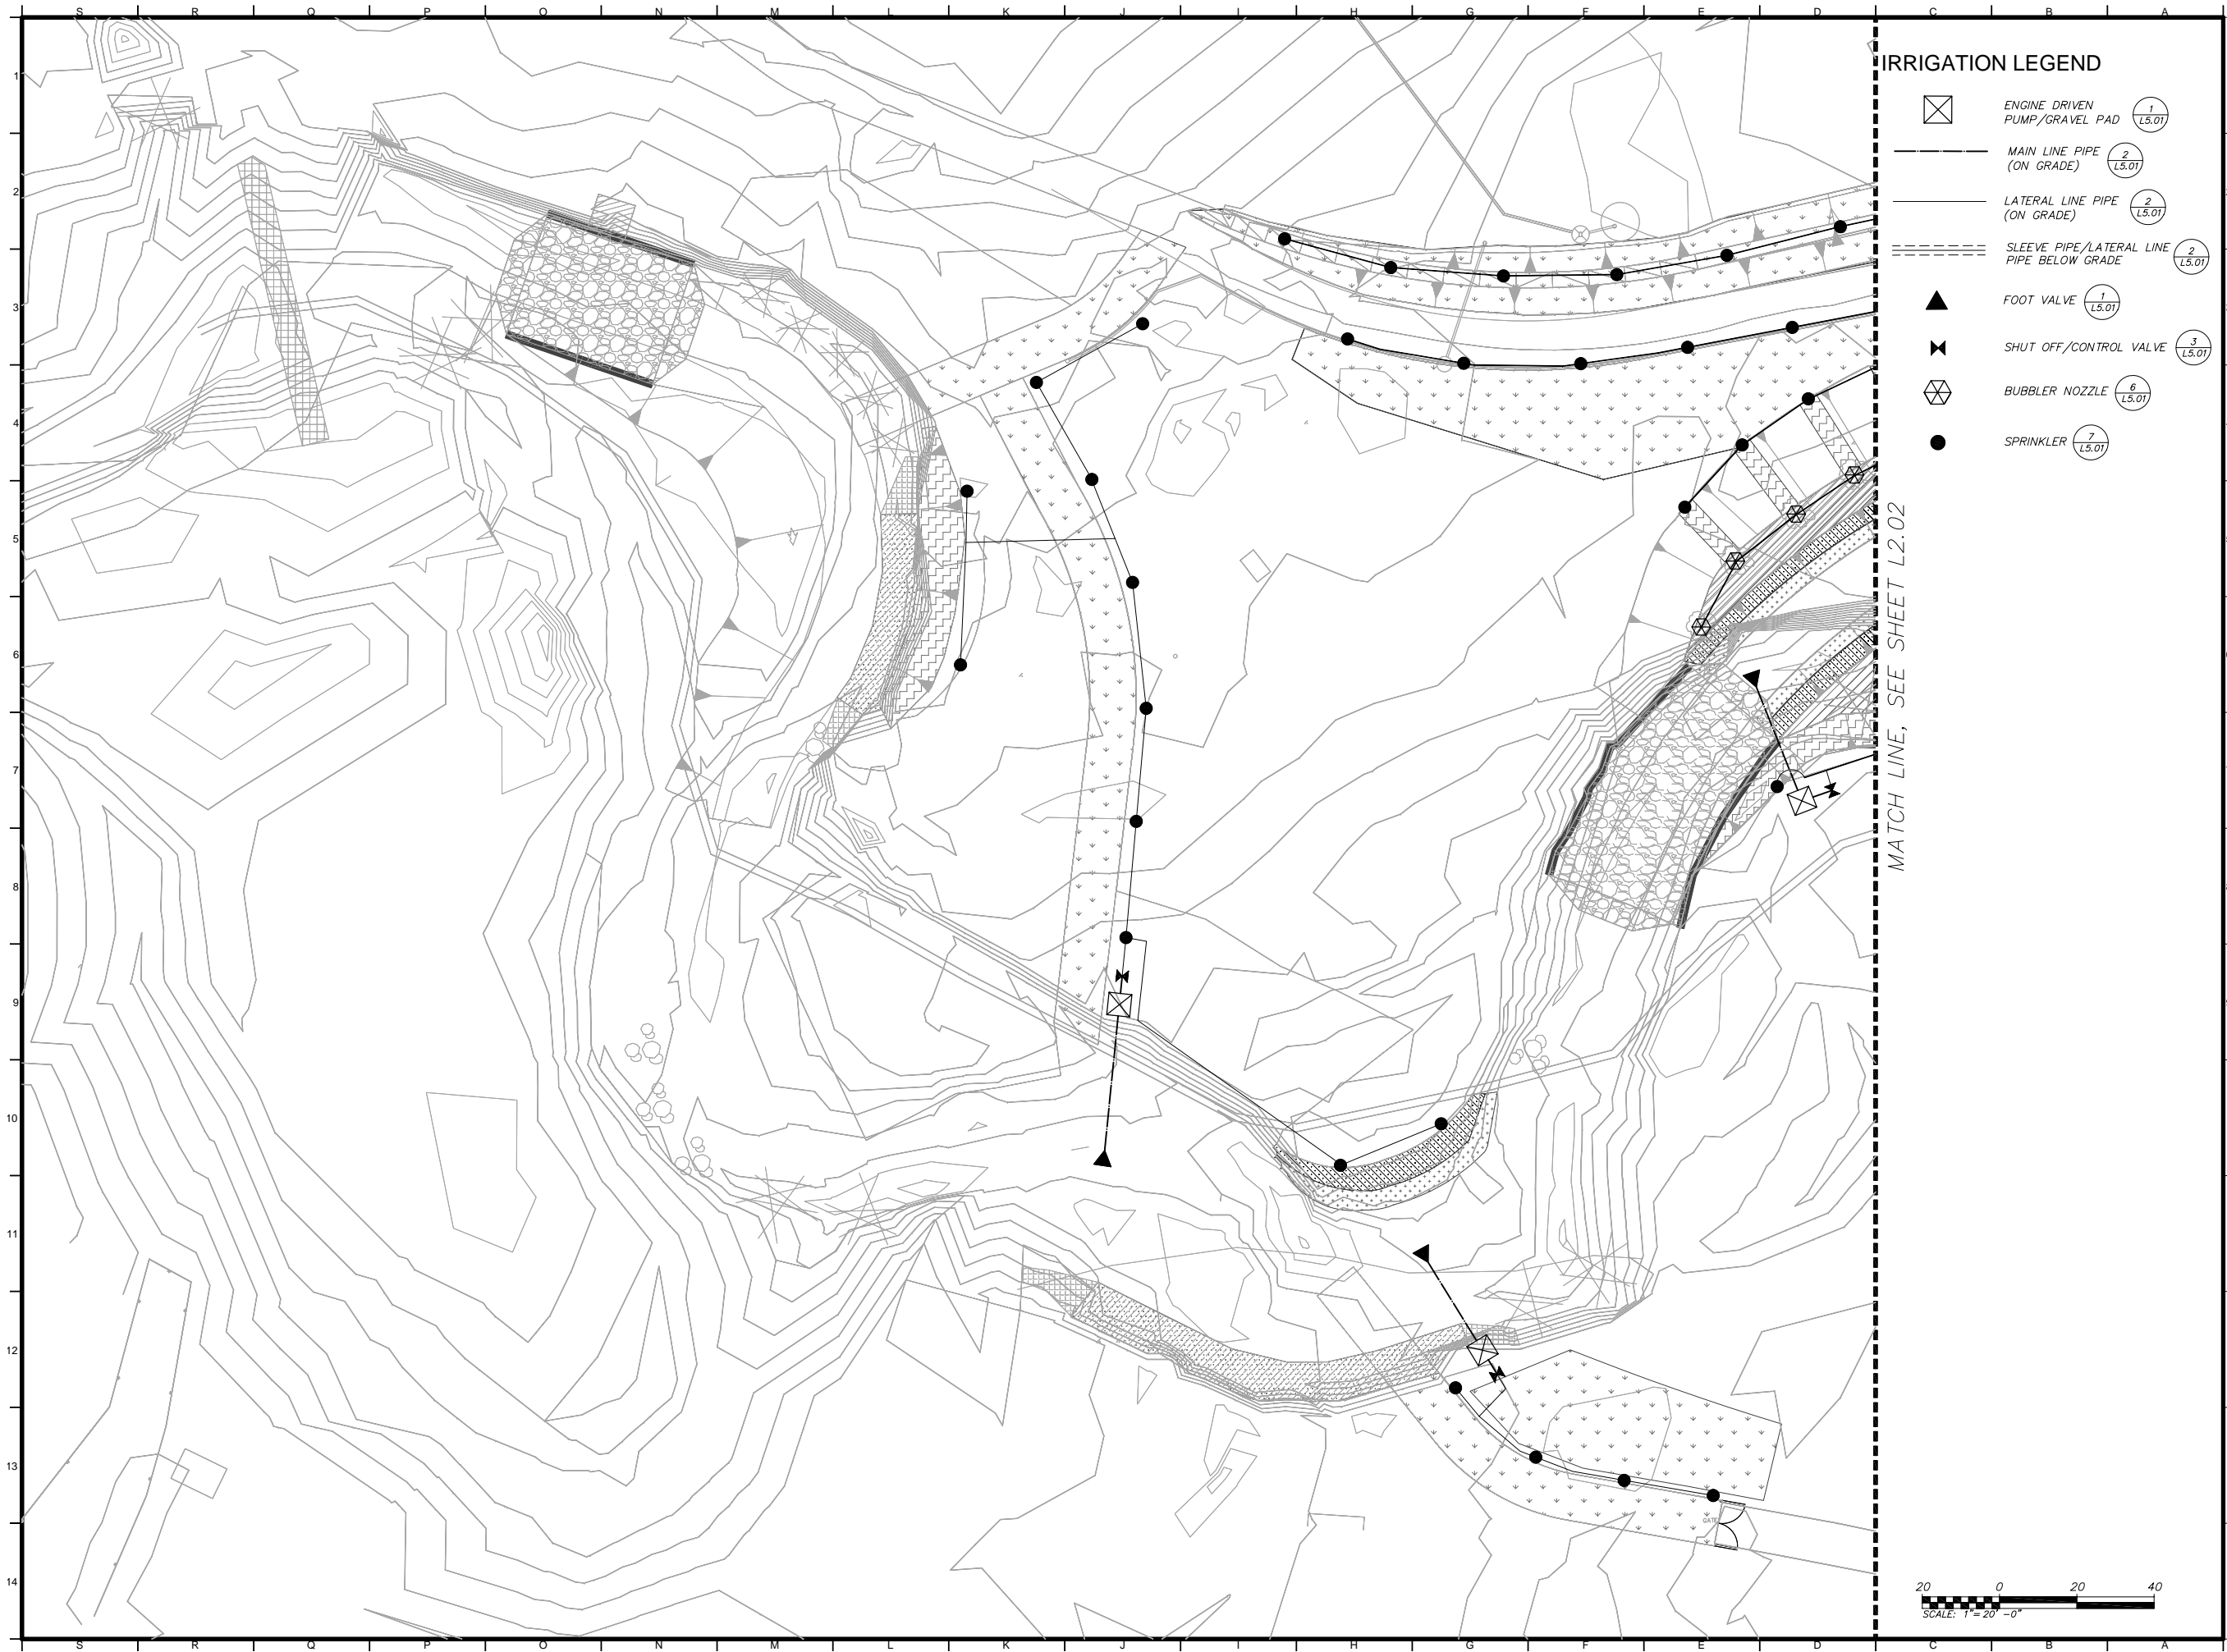 S R Q P O N M L K J I H G F E D C B A
1
2
3
4
5
6
7
8
9
10
11
12
13
14
IRRIGATION LEGEND
ENGINE DRIVEN
PUMP/GRAVEL PAD
1
L5.01
MAIN LINE PIPE
(ON GRADE)
2
L5.01
LATERAL LINE PIPE
(ON GRADE)
2
L5.01
SLEEVE PIPE/LATERAL LINE
PIPE BELOW GRADE
2
L5.01
FOOT VALVE
1
L5.01
SHUT OFF/CONTROL VALVE
3
L5.01
BUBBLER NOZZLE
6
L5.01
SPRINKLER
7
L5.01
MATCH LINE, SEE SHEET L2.02
GATE
20 0 20 40
SCALE: 1"= 20' -0"
S R Q P O N M L K J I H G F E D C B A